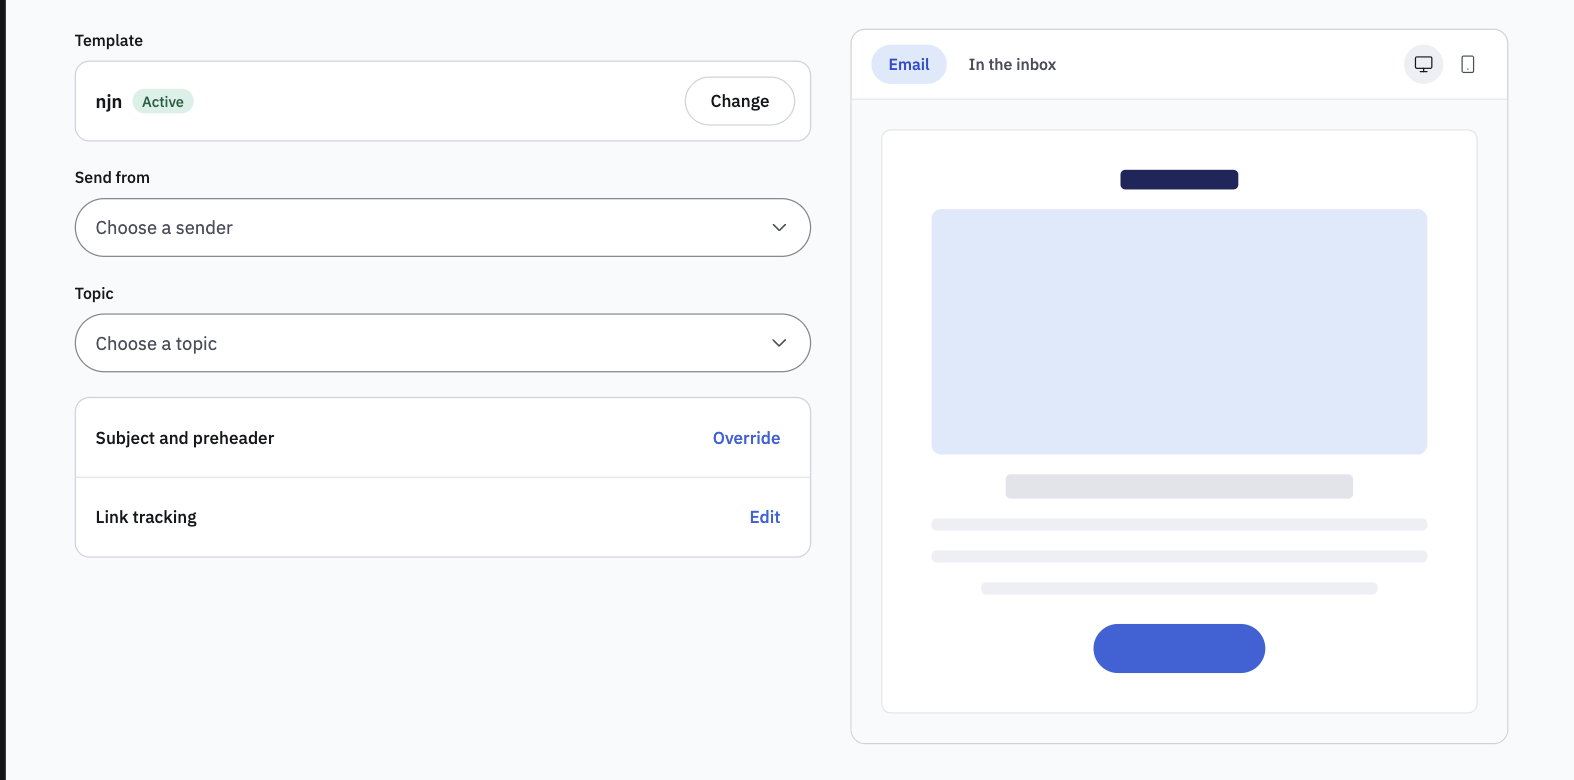 Template
njn Active Change
Send from
Choose a sender
Topic
Choose a topic
Subject and preheader Override
Link tracking Edit
Email In the inbox